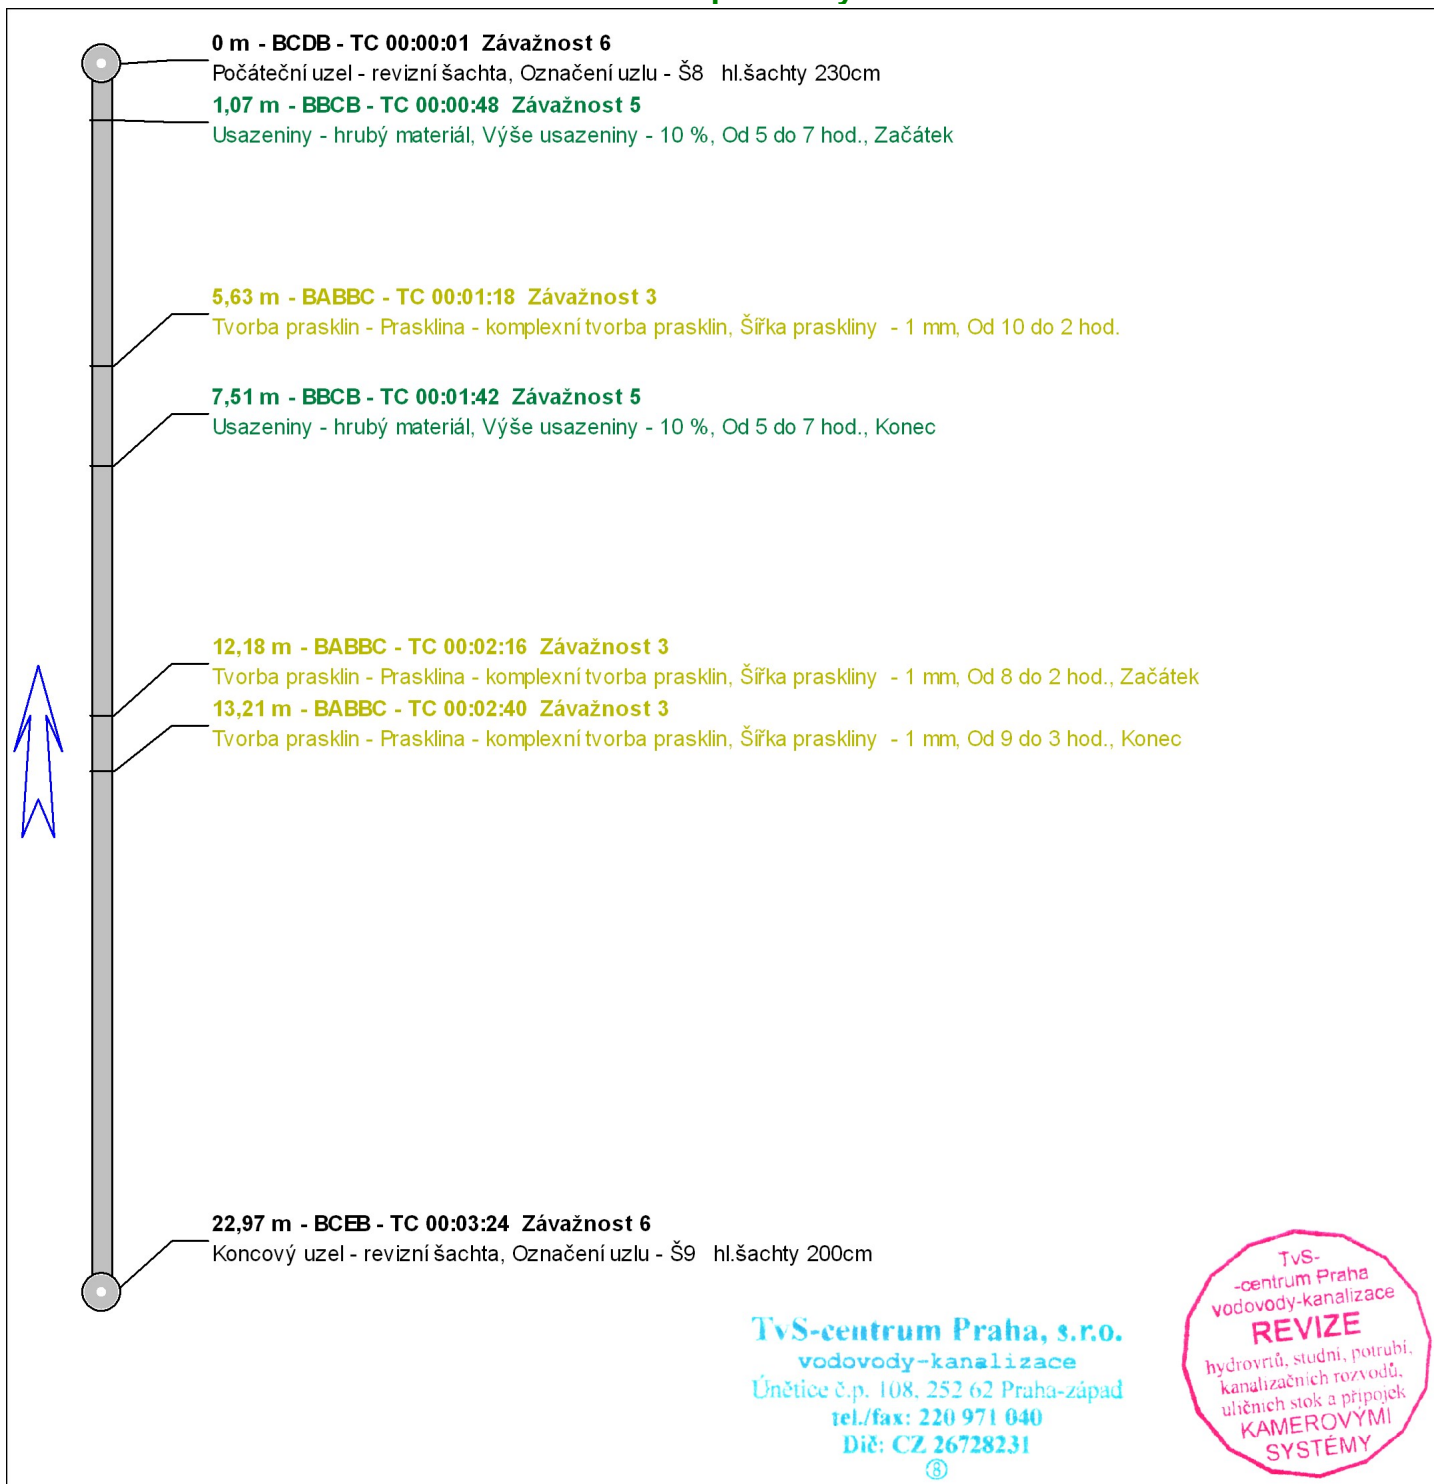 0 m - BCDB - TC 00:00:01 Závažnost 6
Počáteční uzel - revizní šachta, Označení uzlu - Š8 hl.šachty 230cm
1,07 m - BBCB - TC 00:00:48 Závažnost 5
Usazeniny - hrubý materiál, Výše usazeniny - 10 %, Od 5 do 7 hod., Začátek
5,63 m - BABBC - TC 00:01:18 Závažnost 3
Tvorba prasklin - Prasklina - komplexní tvorba prasklin, Šířka praskliny - 1 mm, Od 10 do 2 hod.
7,51 m - BBCB - TC 00:01:42 Závažnost 5
Usazeniny - hrubý materiál, Výše usazeniny - 10 %, Od 5 do 7 hod., Konec
12,18 m - BABBC - TC 00:02:16 Závažnost 3
Tvorba prasklin - Prasklina - komplexní tvorba prasklin, Šířka praskliny - 1 mm, Od 8 do 2 hod., Začátek
13,21 m - BABBC - TC 00:02:40 Závažnost 3
Tvorba prasklin - Prasklina - komplexní tvorba prasklin, Šířka praskliny - 1 mm, Od 9 do 3 hod., Konec
22,97 m - BCEB - TC 00:03:24 Závažnost 6
Koncový uzel - revizní šachta, Označení uzlu - Š9 hl.šachty 200cm
TvS-centrum Praha, s.r.o.
vodovody-kanalizace
Únětice č.p. 108, 252 62 Praha-západ
tel./fax: 220 971 040
Dič: CZ 26728231
8
TvS-
-centrum Praha
vodovody-kanalizace
REVIZE
hydrovrtů, studní, potrubí,
kanalizačních rozvodů,
uličních stok a přípojek
KAMEROVÝMI
SYSTÉMY